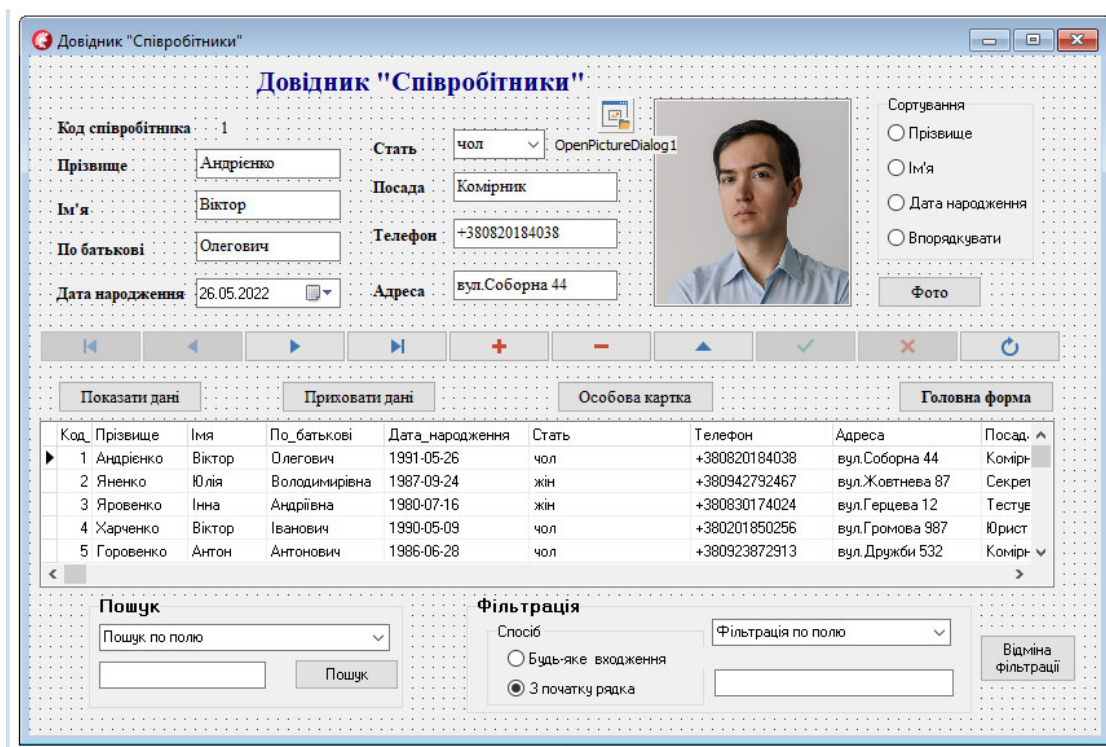 Довідник "Співробітники"
Довідник "Співробітники"
Код співробітника 1
Прізвище Андрієнко
Ім'я Віктор
По батькові Олегович
Дата народження 26.05.2022
Стать чол
OpenPictureDialog1
Посада Комірник
Телефон +380820184038
Адреса вул.Соборна 44
Сортування
Прізвище
Ім'я
Дата народження
Впорядкувати
Фото
Показати дані Приховати дані Особова картка Головна форма
Код_ Прізвище Імя По_батькові Дата_народження Стать Телефон Адреса Посад.
1 Андрієнко Віктор Олегович 1991-05-26 чол +380820184038 вул.Соборна 44 Комірн
2 Яненко Юлія Володимирівна 1987-09-24 жін +380942792467 вул.Жовтнева 87 Секрет
3 Яровенко Інна Андріївна 1980-07-16 жін +380830174024 вул.Герцева 12 Тестув
4 Харченко Віктор Іванович 1990-05-09 чол +380201850256 вул.Громова 987 Юрист
5 Горовенко Антон Антонович 1986-06-28 чол +380923872913 вул.Дружби 532 Комірн
Пошук
Пошук по полю
Пошук
Фільтрація
Спосіб
Будь-яке входження
З початку рядка
Фільтрація по полю
Відміна
фільтрації